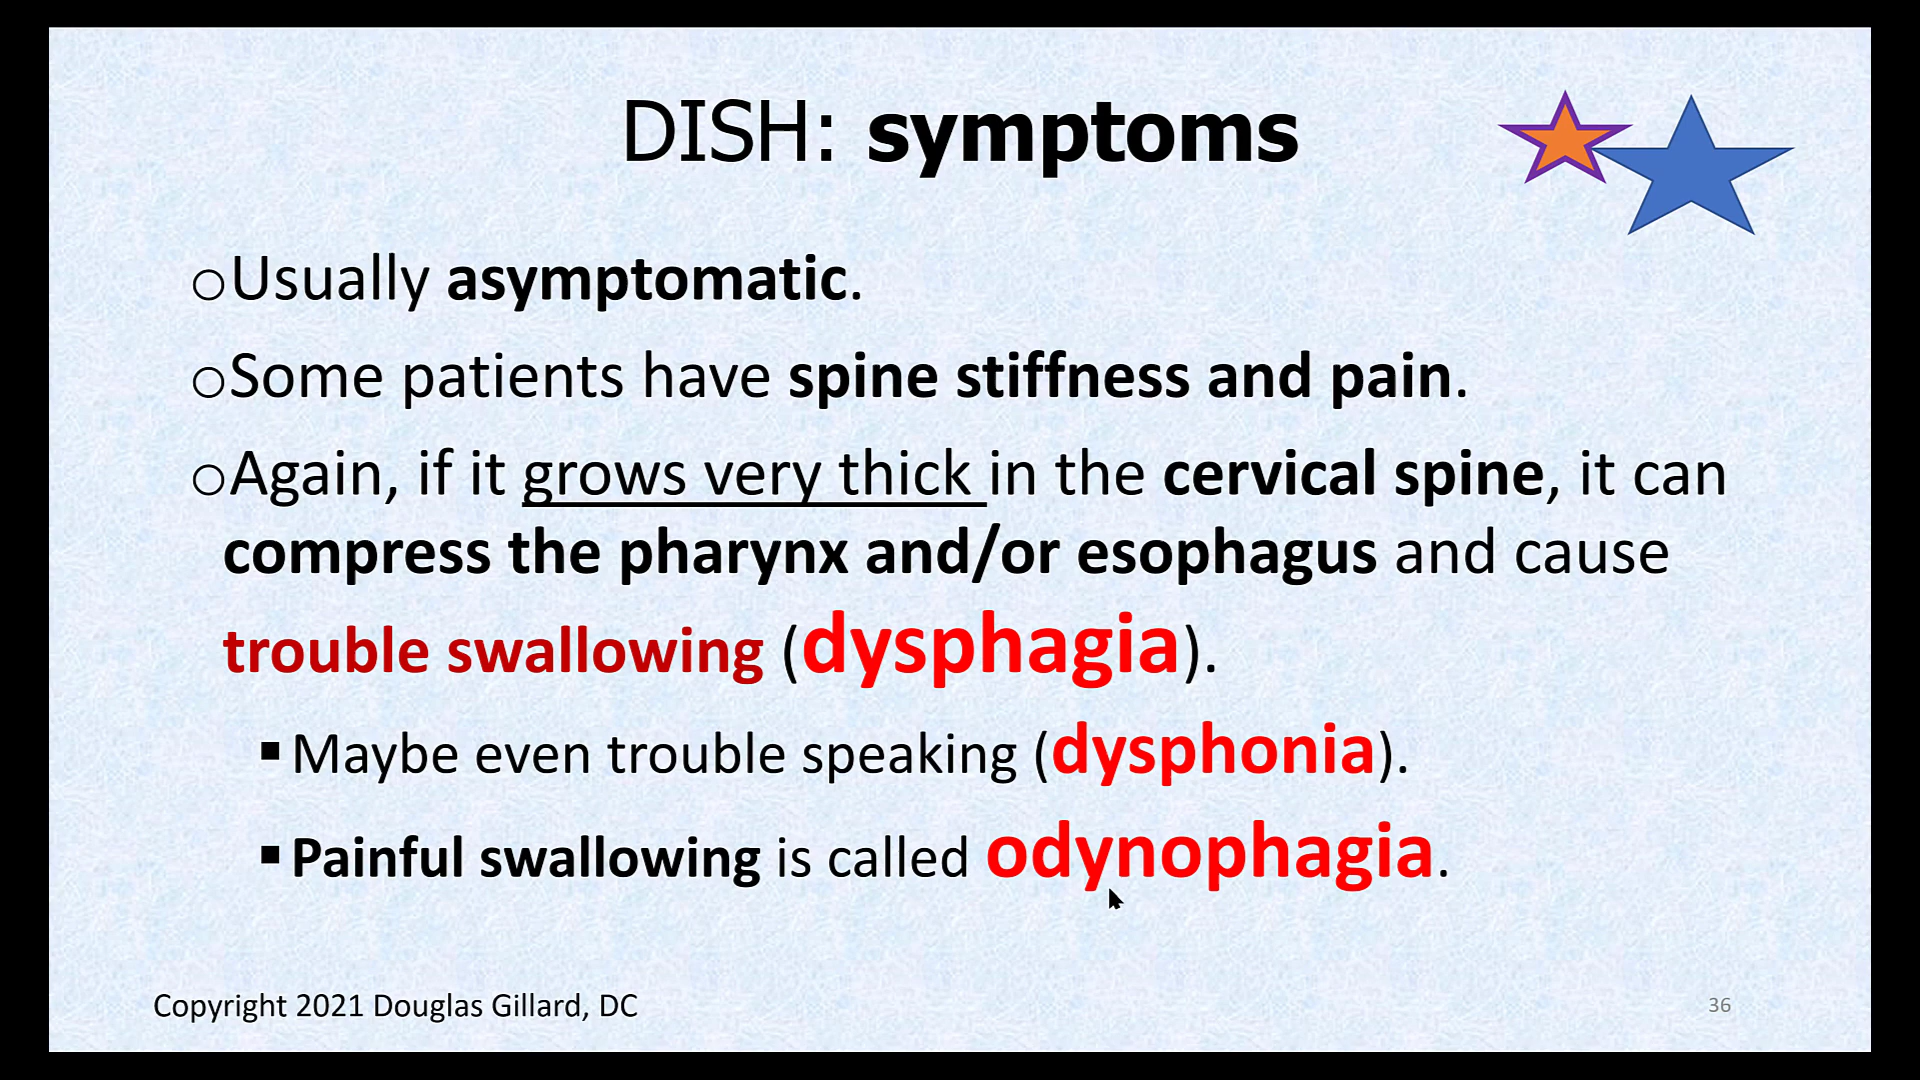 DISH: symptoms
oUsually asymptomatic.
oSome patients have spine stiffness and pain.
oAgain, if it grows very thick in the cervical spine, it can
compress the pharynx and/or esophagus and cause
trouble swallowing (dysphagia).
▪Maybe even trouble speaking (dysphonia).
▪Painful swallowing is called odynophagia.
Copyright 2021 Douglas Gillard, DC
36